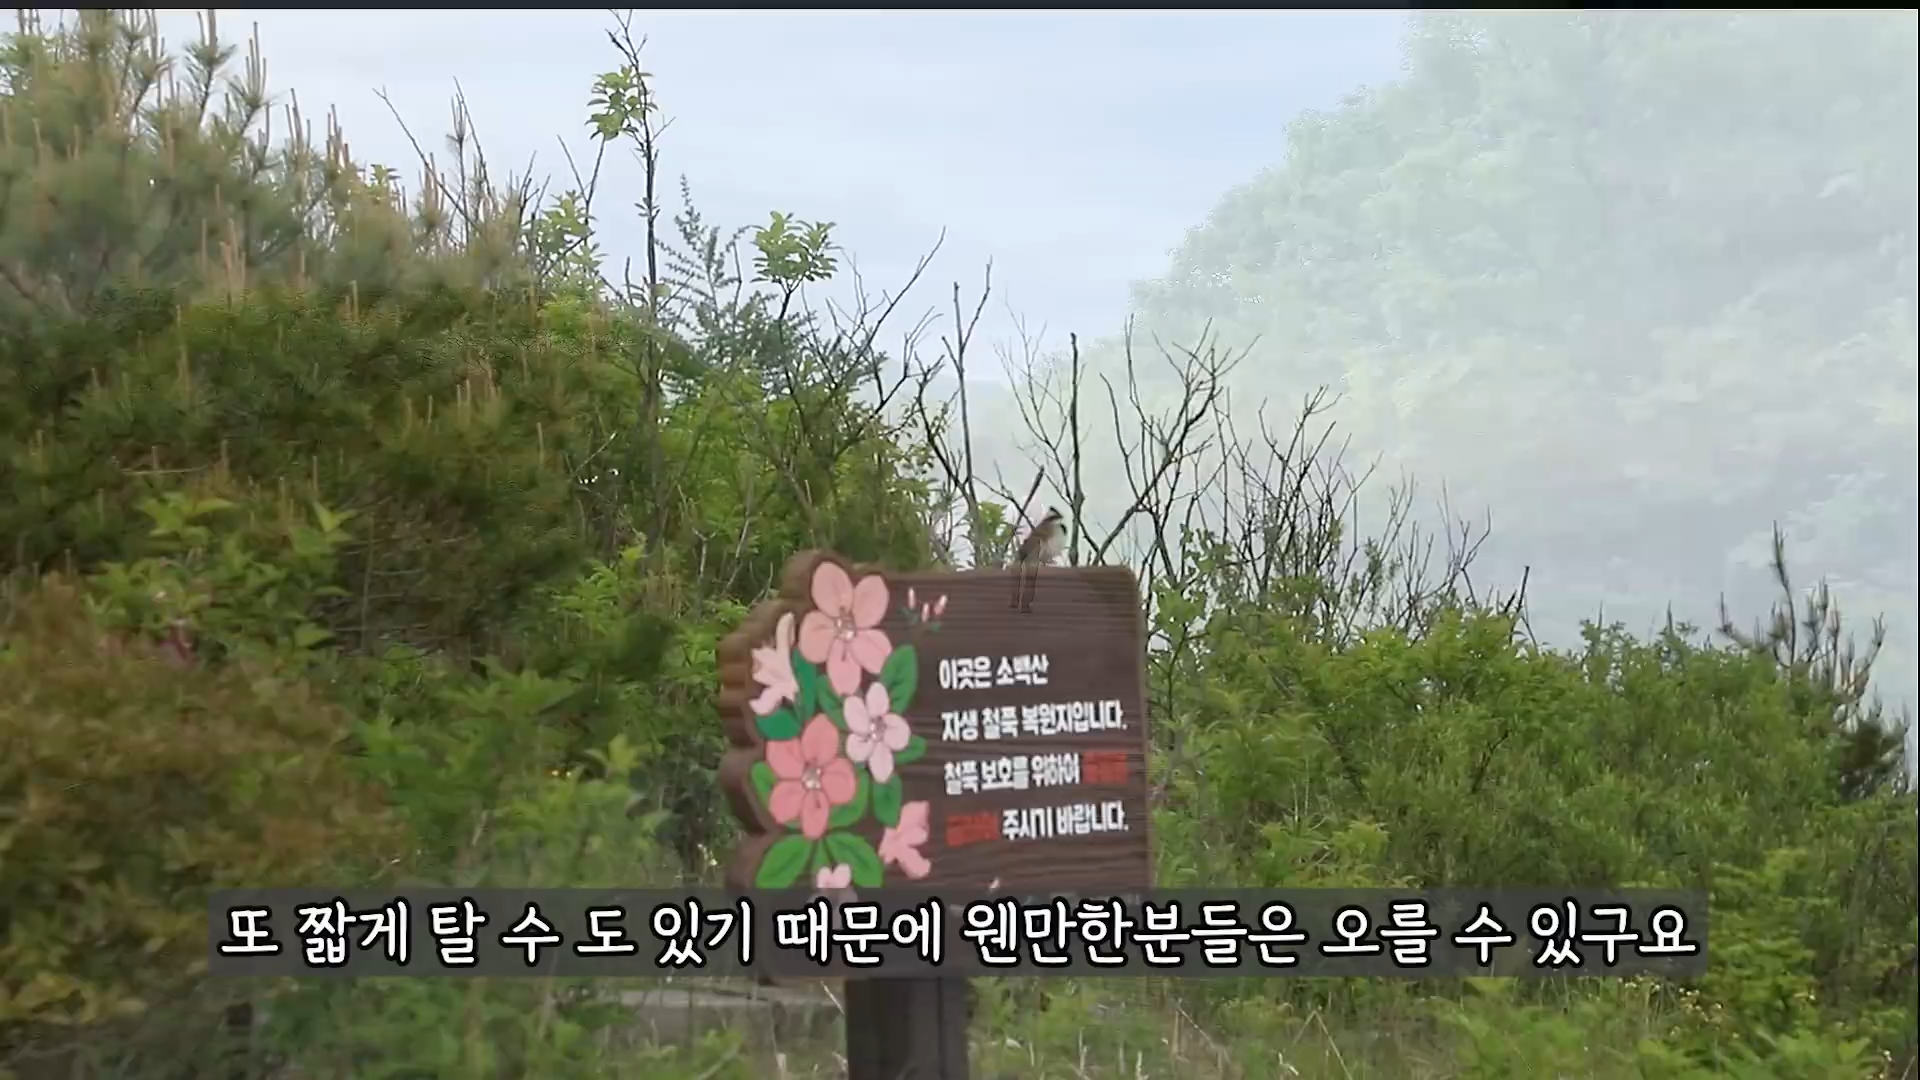 이곳은 소백산
자생 철쭉 복원지입니다.
철쭉 보호를 위하여
주시기 바랍니다.
또 짧게 탈 수 도 있기 때문에 웬만한분들은 오를 수 있구요